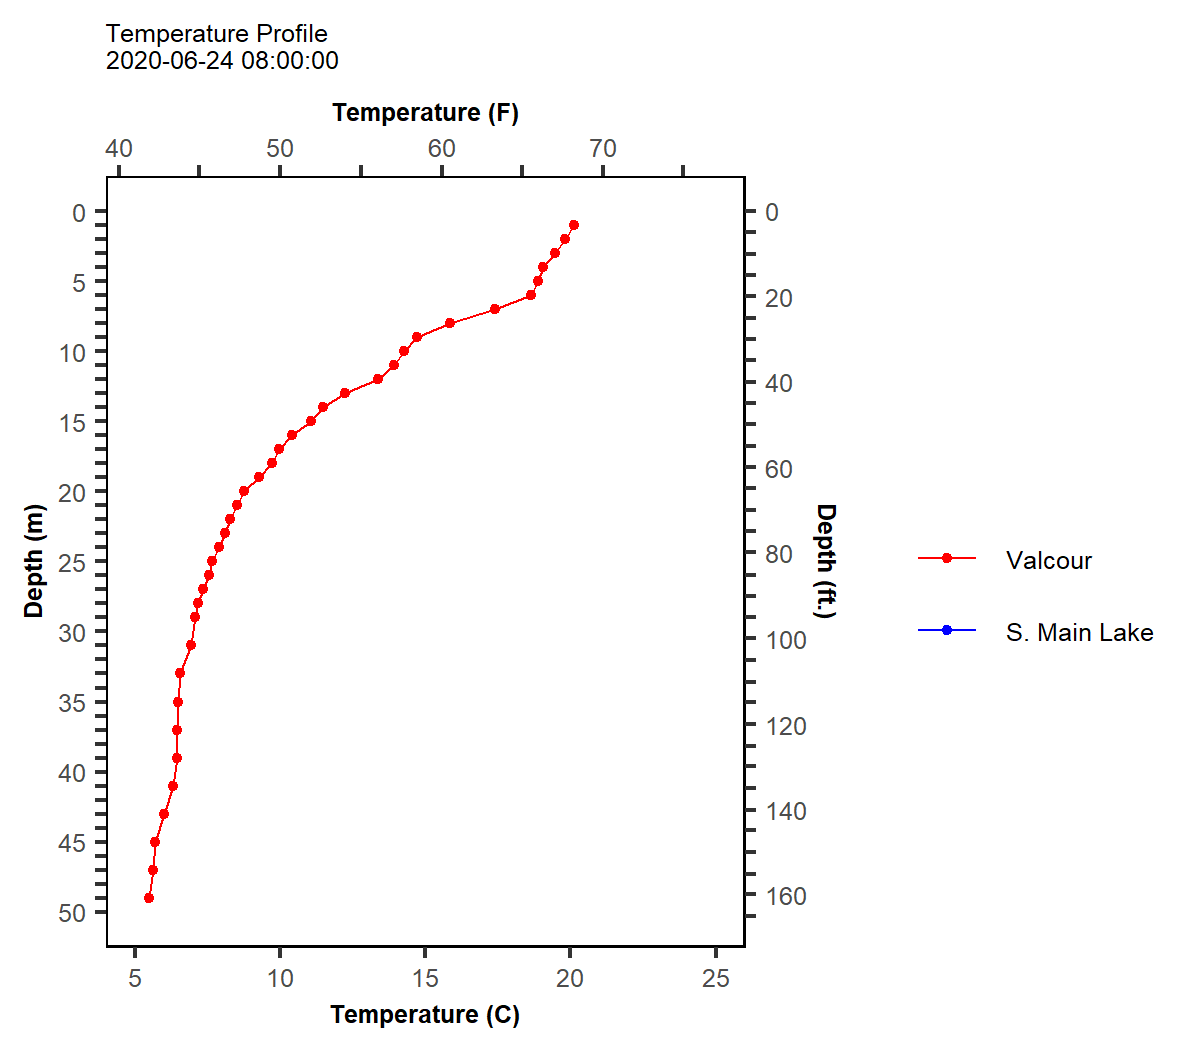 Temperature Profile
2020-06-24 08:00:00
Temperature (F)
40 50 60 70
0
5
10
15
20
25
30
35
40
45
50
Depth (m)
0
20
40
60
80
100
120
140
160
Depth (ft.)
Valcour
S. Main Lake
5 10 15 20 25
Temperature (C)